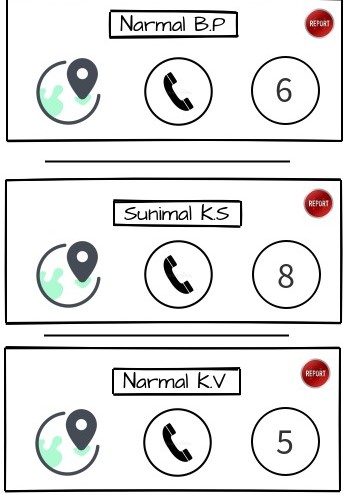 Narmal B.P
REPORT
6
Sunimal K.S
REPORT
8
Narmal K.V
REPORT
5